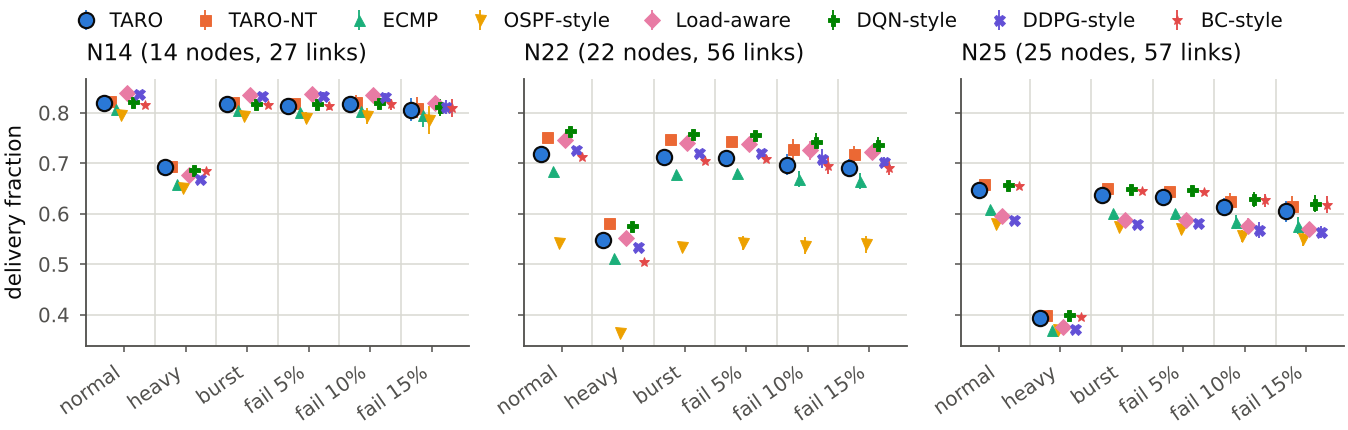 TARO TARO-NT ECMP OSPF-style Load-aware DQN-style DDPG-style BC-style
N14 (14 nodes, 27 links) N22 (22 nodes, 56 links) N25 (25 nodes, 57 links)
delivery fraction
0.8
0.7
0.6
0.5
0.4
normal heavy burst fail 5% fail 10% fail 15%
normal heavy burst fail 5% fail 10% fail 15%
normal heavy burst fail 5% fail 10% fail 15%